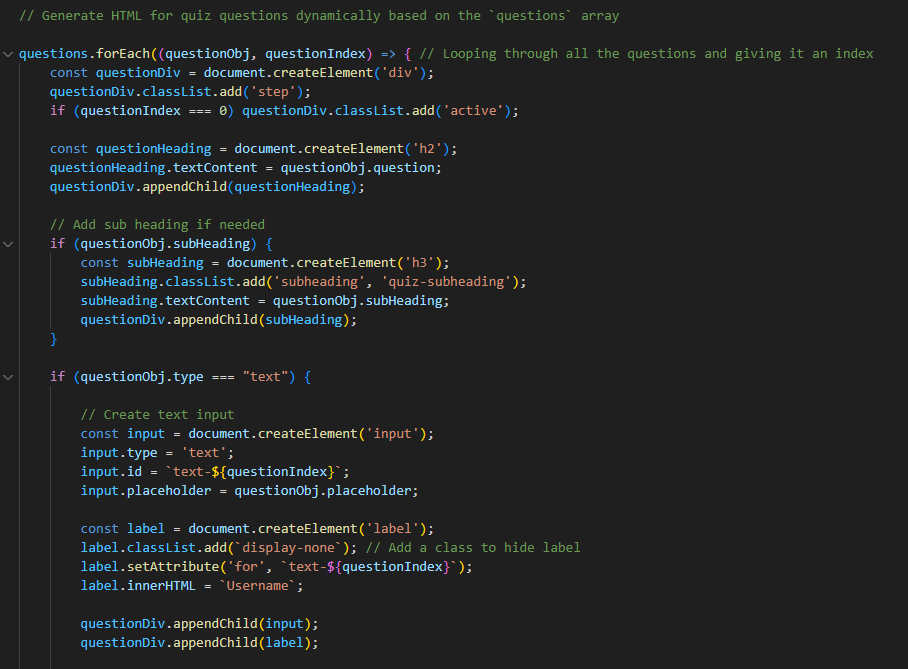 // Generate HTML for quiz questions dynamically based on the `questions` array
questions.forEach((questionObj, questionIndex) => { // Looping through all the questions and giving it an index
const questionDiv = document.createElement('div');
questionDiv.classList.add('step');
if (questionIndex === 0) questionDiv.classList.add('active');
const questionHeading = document.createElement('h2');
questionHeading.textContent = questionObj.question;
questionDiv.appendChild(questionHeading);
// Add sub heading if needed
if (questionObj.subHeading) {
const subHeading = document.createElement('h3');
subHeading.classList.add('subheading', 'quiz-subheading');
subHeading.textContent = questionObj.subHeading;
questionDiv.appendChild(subHeading);
}
if (questionObj.type === "text") {
// Create text input
const input = document.createElement('input');
input.type = 'text';
input.id = `text-${questionIndex}`;
input.placeholder = questionObj.placeholder;
const label = document.createElement('label');
label.classList.add(`display-none`); // Add a class to hide label
label.setAttribute('for', `text-${questionIndex}`);
label.innerHTML = `Username`;
questionDiv.appendChild(input);
questionDiv.appendChild(label);